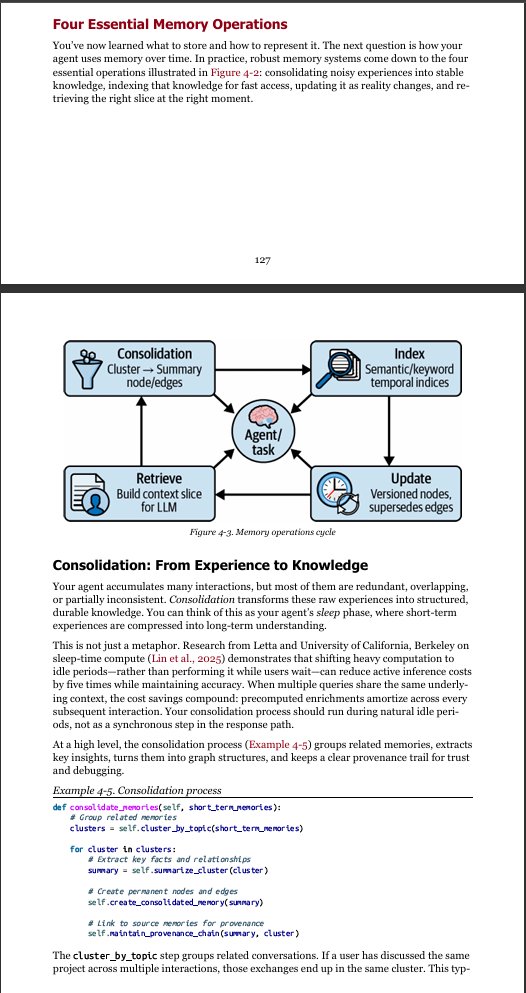 Four Essential Memory Operations
You've now learned what to store and how to represent it. The next question is how your
agent uses memory over time. In practice, robust memory systems come down to the four
essential operations illustrated in Figure 4-2: consolidating noisy experiences into stable
knowledge, indexing that knowledge for fast access, updating it as reality changes, and re-
trieving the right slice at the right moment.
127
Consolidation
Cluster → Summary
node/edges
Index
Semantic/keyword
temporal indices
Agent/
task
Retrieve
Build context slice
for LLM
Update
Versioned nodes,
supersedes edges
Figure 4-3. Memory operations cycle
Consolidation: From Experience to Knowledge
Your agent accumulates many interactions, but most of them are redundant, overlapping,
or partially inconsistent. Consolidation transforms these raw experiences into structured,
durable knowledge. You can think of this as your agent's sleep phase, where short-term
experiences are compressed into long-term understanding.
This is not just a metaphor. Research from Letta and University of California, Berkeley on
sleep-time compute (Lin et al., 2025) demonstrates that shifting heavy computation to
idle periods—rather than performing it while users wait—can reduce active inference costs
by five times while maintaining accuracy. When multiple queries share the same underly-
ing context, the cost savings compound: precomputed enrichments amortize across every
subsequent interaction. Your consolidation process should run during natural idle peri-
ods, not as a synchronous step in the response path.
At a high level, the consolidation process (Example 4-5) groups related memories, extracts
key insights, turns them into graph structures, and keeps a clear provenance trail for trust
and debugging.
Example 4-5. Consolidation process
def consolidate_memories(self, short_term_memories):
# Group related memories
clusters = self.cluster_by_topic(short_term_memories)
for cluster in clusters:
# Extract key facts and relationships
summary = self.summarize_cluster(cluster)
# Create permanent nodes and edges
self.create_consolidated_memory(summary)
# Link to source memories for provenance
self.maintain_provenance_chain(summary, cluster)
The cluster_by_topic step groups related conversations. If a user has discussed the same
project across multiple interactions, those exchanges end up in the same cluster. This typ-